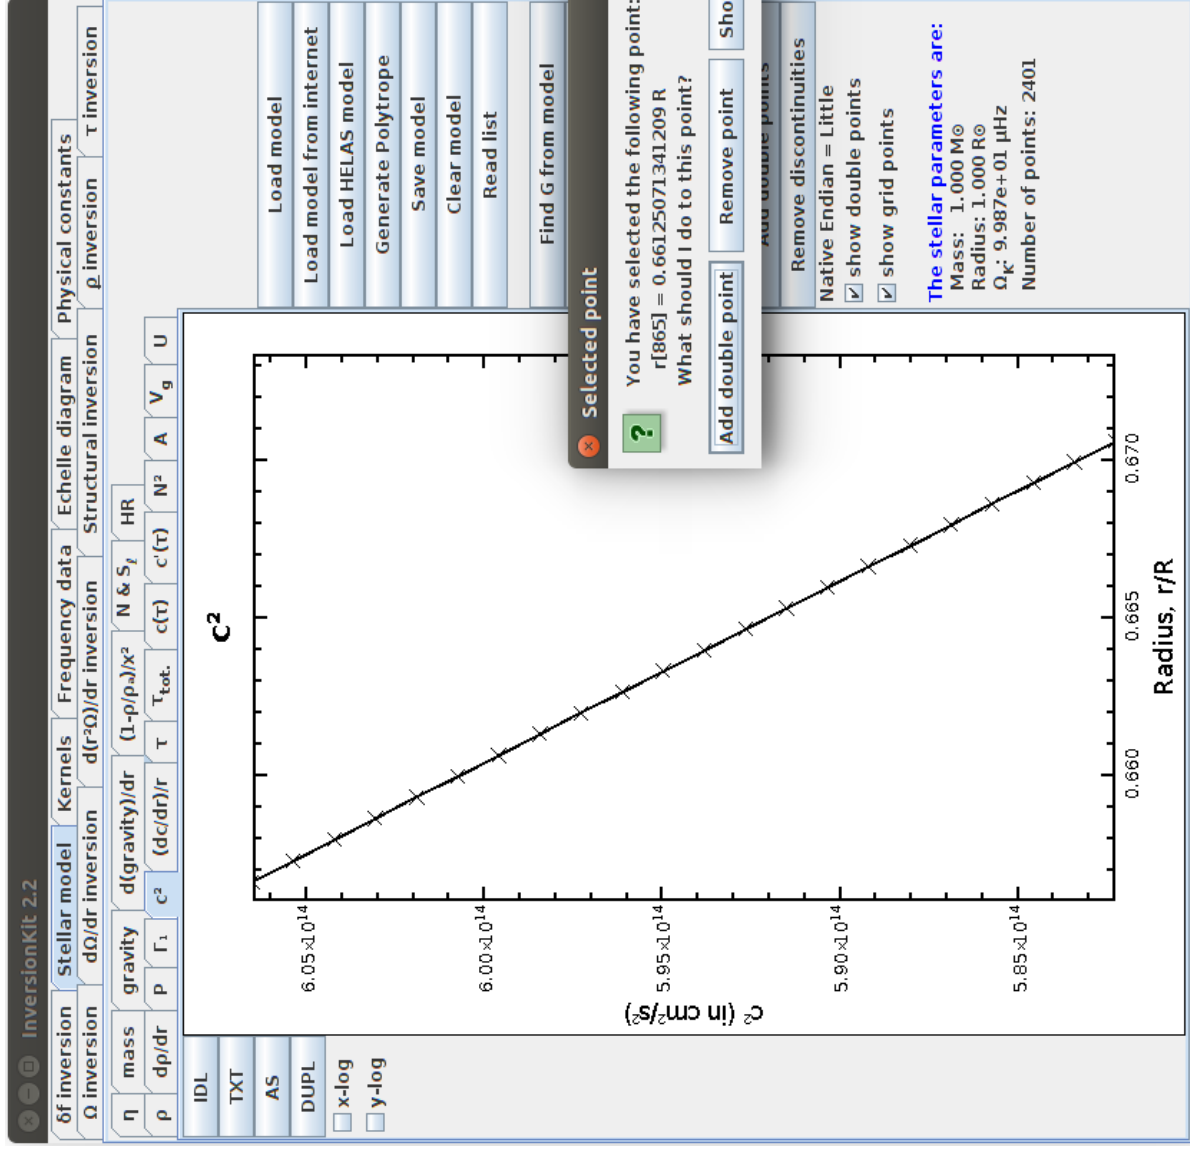 InversionKit 2.2
δf inversion Stellar model Kernels Frequency data Echelle diagram Physical constants
Ω inversion dΩ/dr inversion d(r²Ω)/dr inversion Structural inversion ρ inversion τ inversion
η mass gravity d(gravity)/dr (1-ρ/ρₐ)/x² N & Sℓ HR
ρ dρ/dr P Γ₁ c² (dc/dr)/r τ τtot. c(τ) c'(τ) N² A Vg U
IDL
TXT
AS
DUPL
x-log
y-log
c²
6.05×10¹⁴
6.00×10¹⁴
5.95×10¹⁴
5.90×10¹⁴
5.85×10¹⁴
c² (in cm²/s²)
0.660 0.665 0.670
Radius, r/R
Load model
Load model from internet
Load HELAS model
Generate Polytrope
Save model
Clear model
Read list
Find G from model
Selected point
You have selected the following point:
r[865] = 0.66125071341209 R
What should I do to this point?
Add double point Remove point Sho
Add double points
Remove discontinuities
Native Endian = Little
show double points
show grid points
The stellar parameters are:
Mass: 1.000 M⊙
Radius: 1.000 R⊙
Ωκ: 9.987e+01 μHz
Number of points: 2401